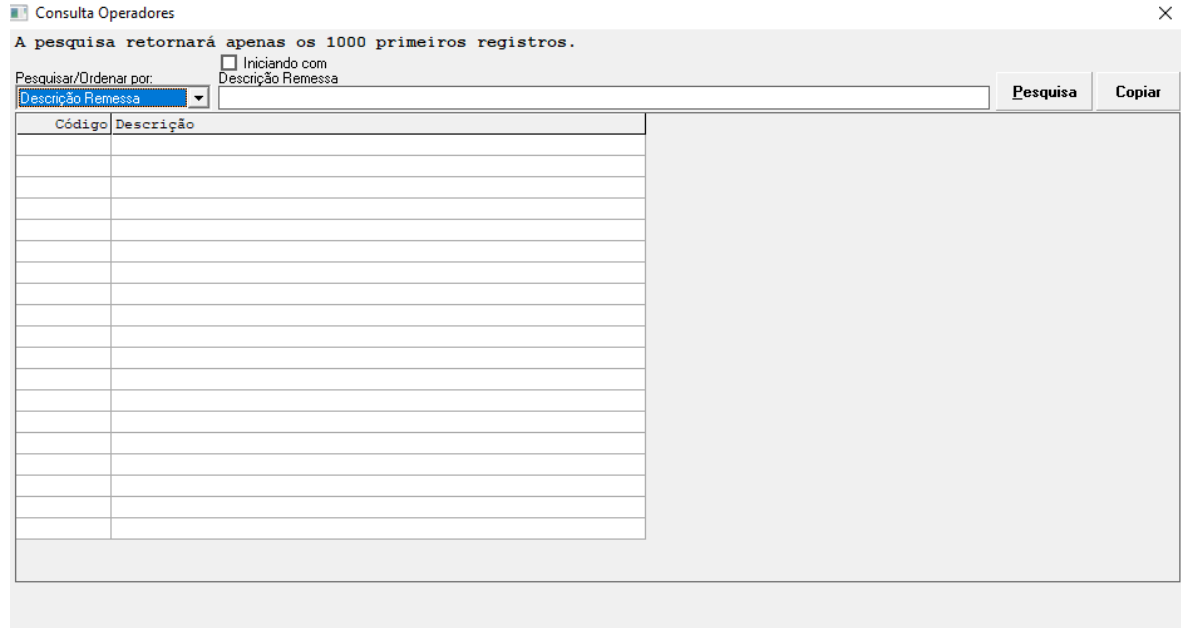 Consulta Operadores
A pesquisa retornará apenas os 1000 primeiros registros.
Iniciando com
Pesquisar/Ordenar por: Descrição Remessa
Descrição Remessa Pesquisa Copiar
Código Descrição